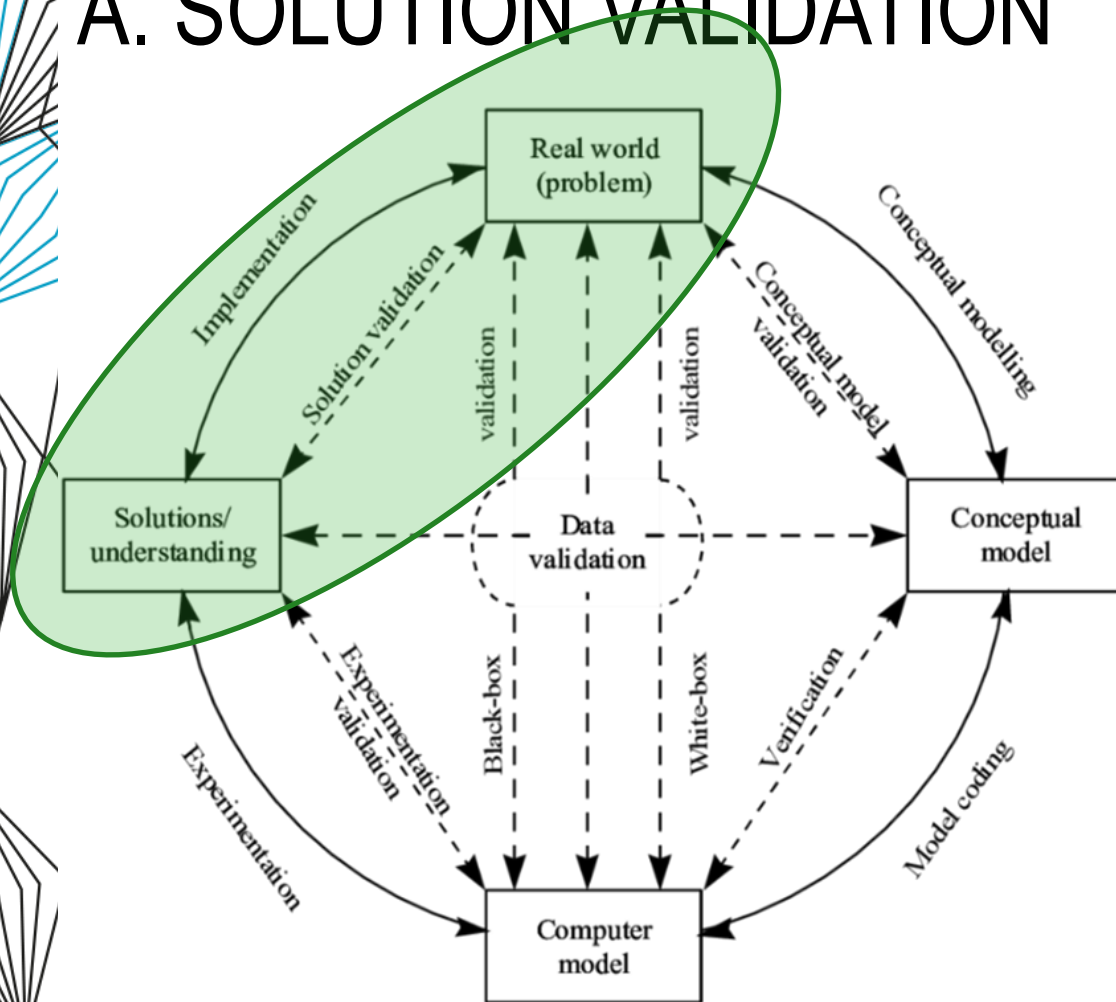 A. SOLUTION VALIDATION
Real world
(problem)
Implementation
Solution validation
validation
validation
Conceptual model
validation
Conceptual modelling
Solutions/
understanding
Data
validation
Conceptual
model
Experimentation
Experimentation
validation
Black-box
White-box
Verification
Model coding
Computer
model